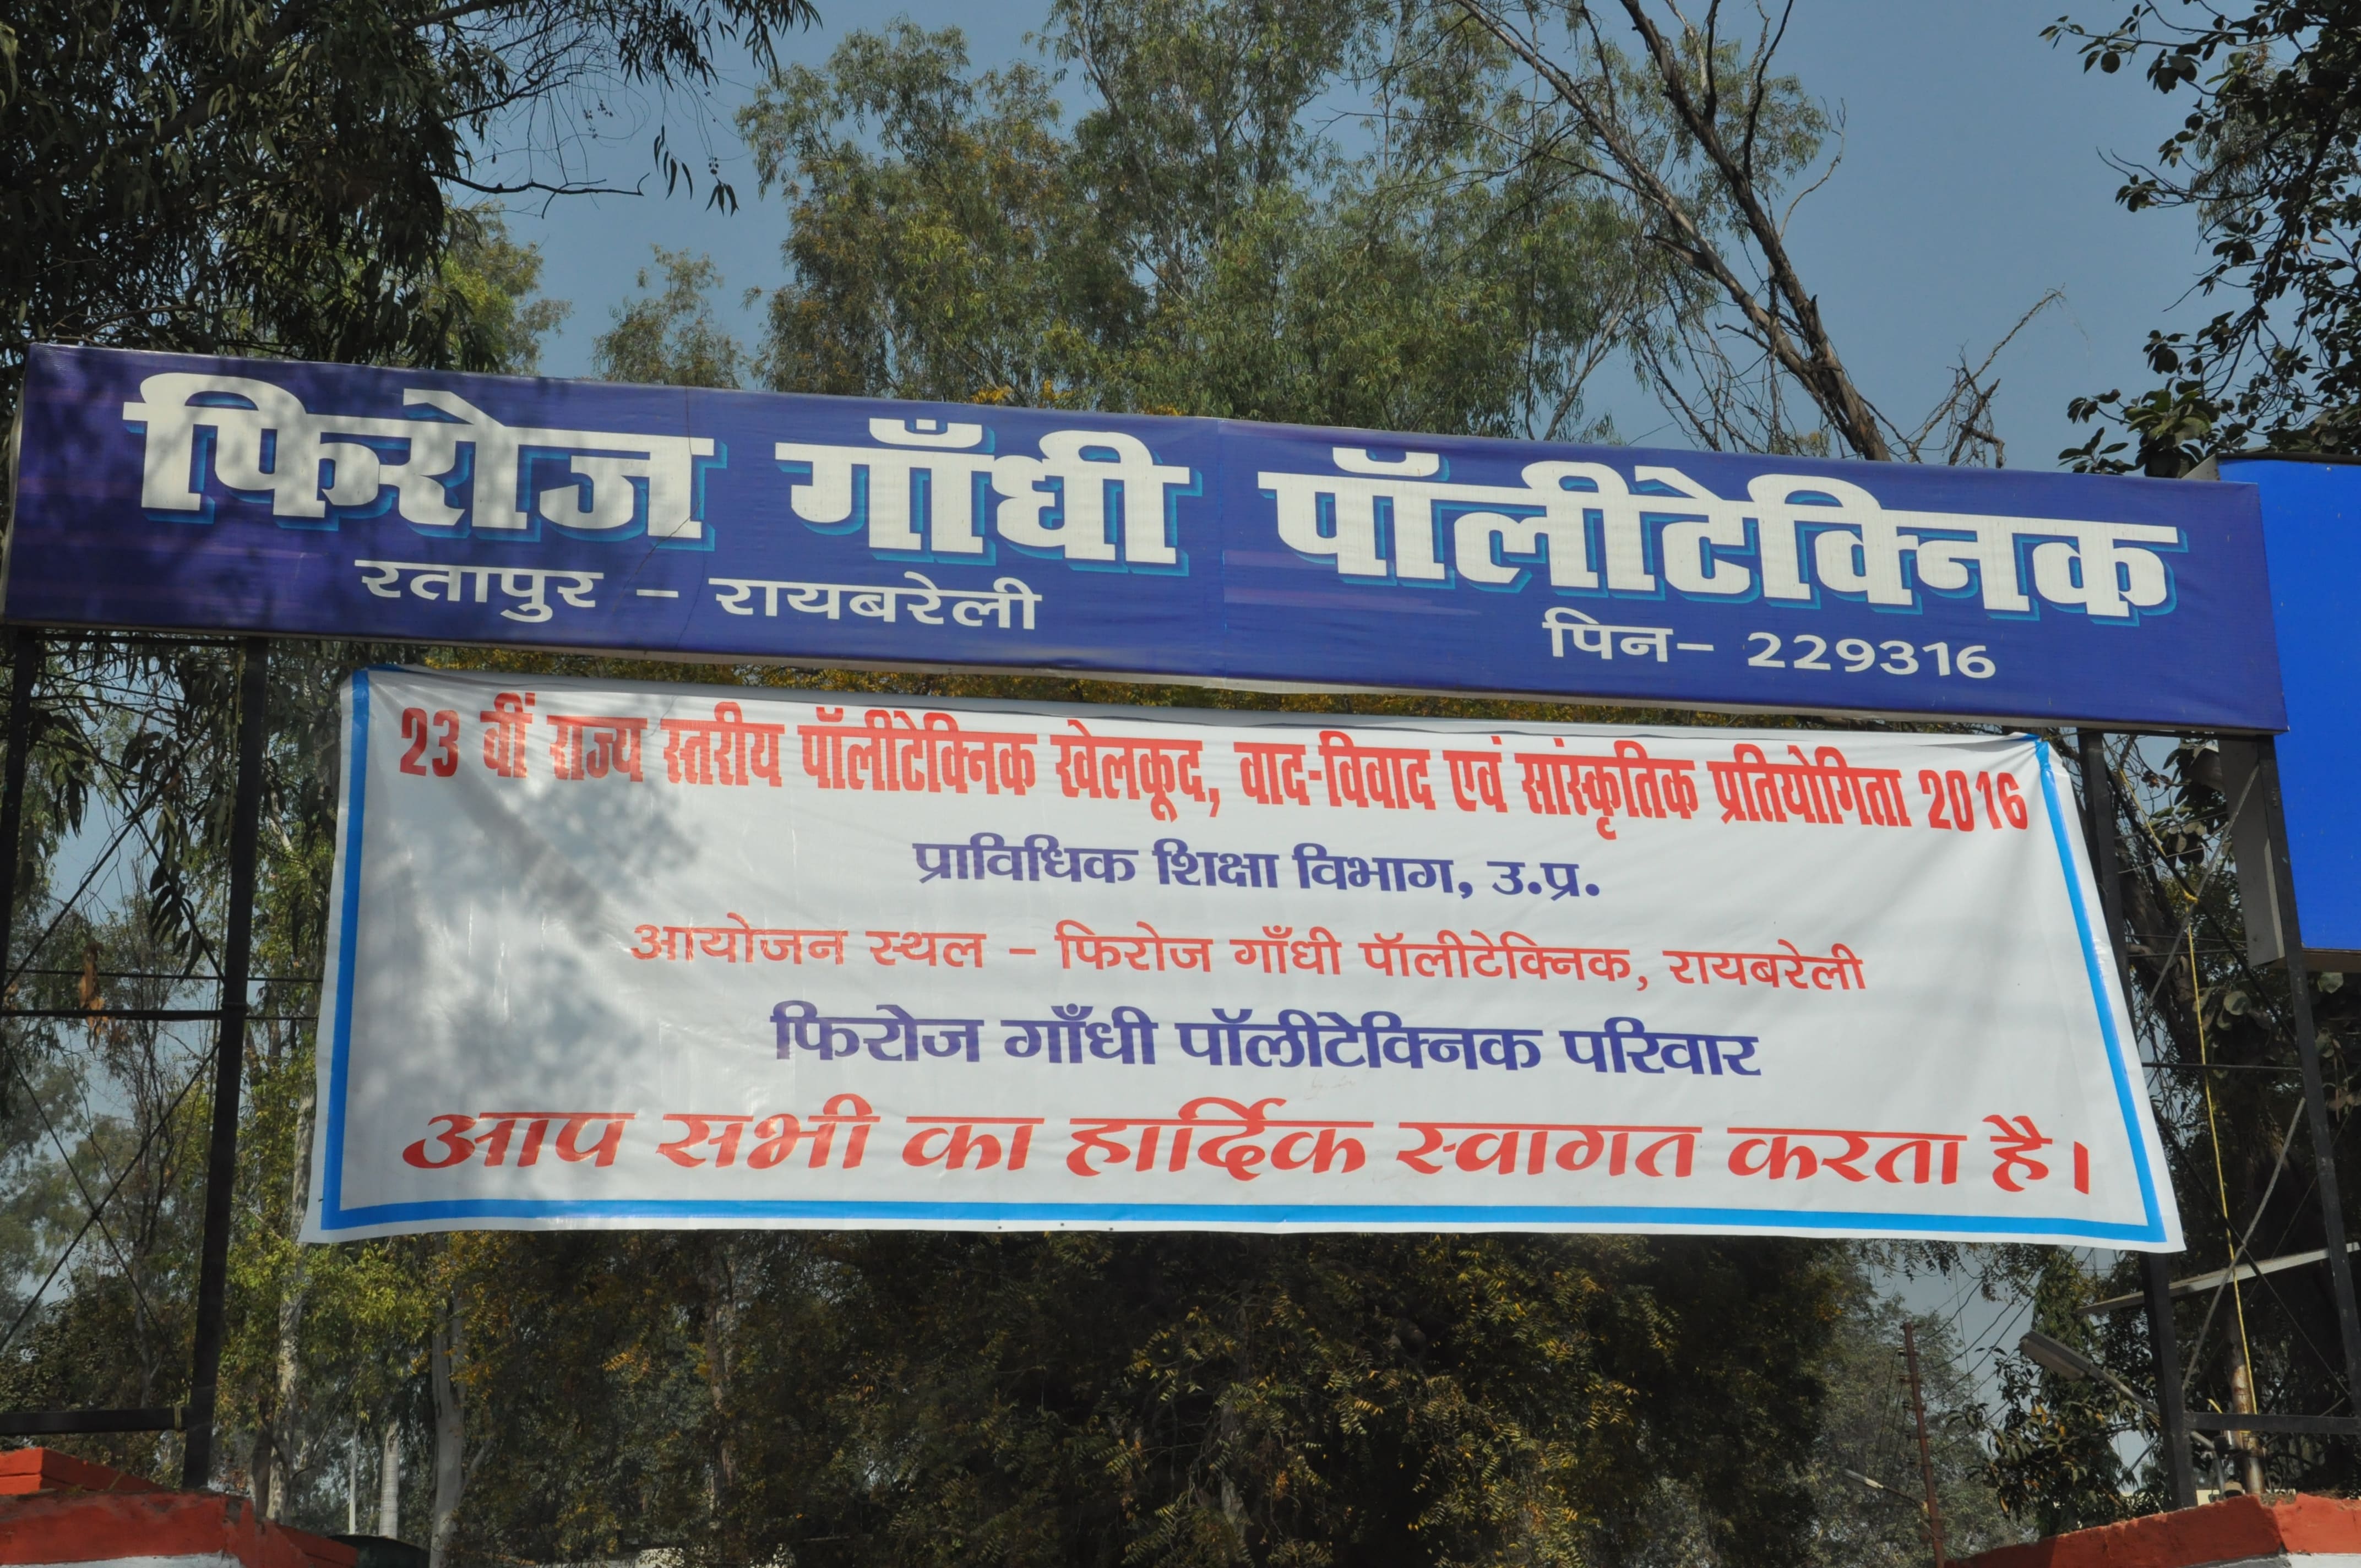 फिरोज गाँधी पॉलीटेक्निक
रतापुर – रायबरेली
पिन– 229316
23 वीं राज्य स्तरीय पॉलीटेक्निक खेलकूद, वाद-विवाद एवं सांस्कृतिक प्रतियोगिता 2016
प्राविधिक शिक्षा विभाग, उ.प्र.
आयोजन स्थल – फिरोज गाँधी पॉलीटेक्निक, रायबरेली
फिरोज गाँधी पॉलीटेक्निक परिवार
आप सभी का हार्दिक स्वागत करता है।